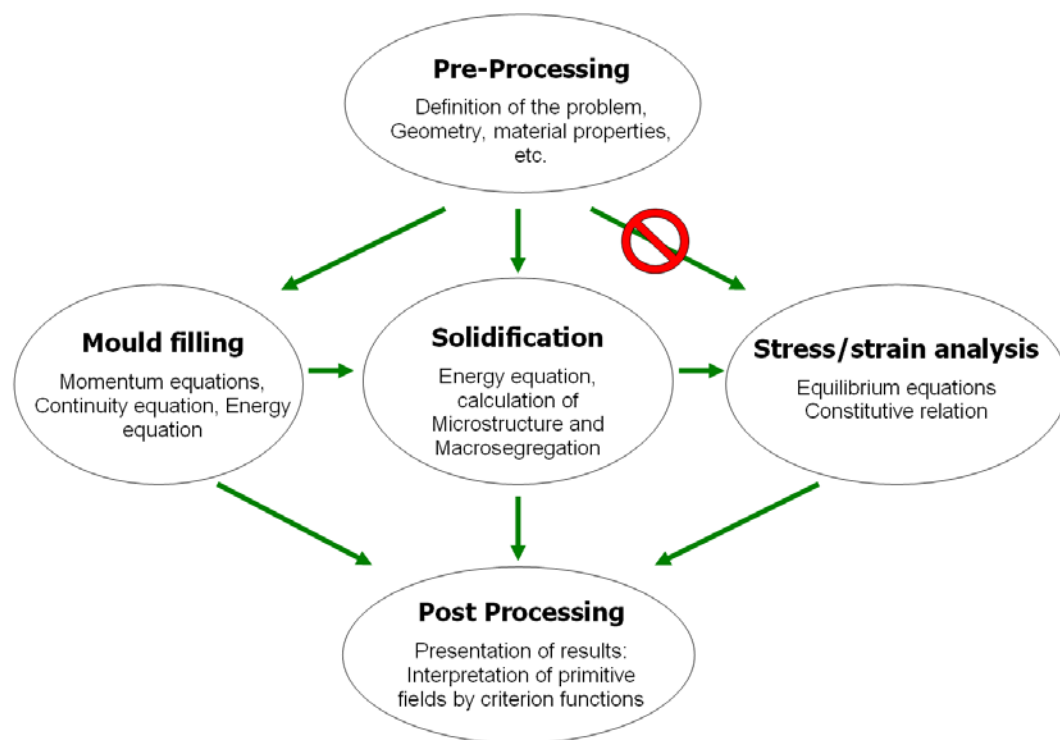 Pre-Processing
Definition of the problem,
Geometry, material properties,
etc.
Mould filling
Momentum equations,
Continuity equation, Energy
equation
Solidification
Energy equation,
calculation of
Microstructure and
Macrosegregation
Stress/strain analysis
Equilibrium equations
Constitutive relation
Post Processing
Presentation of results:
Interpretation of primitive
fields by criterion functions